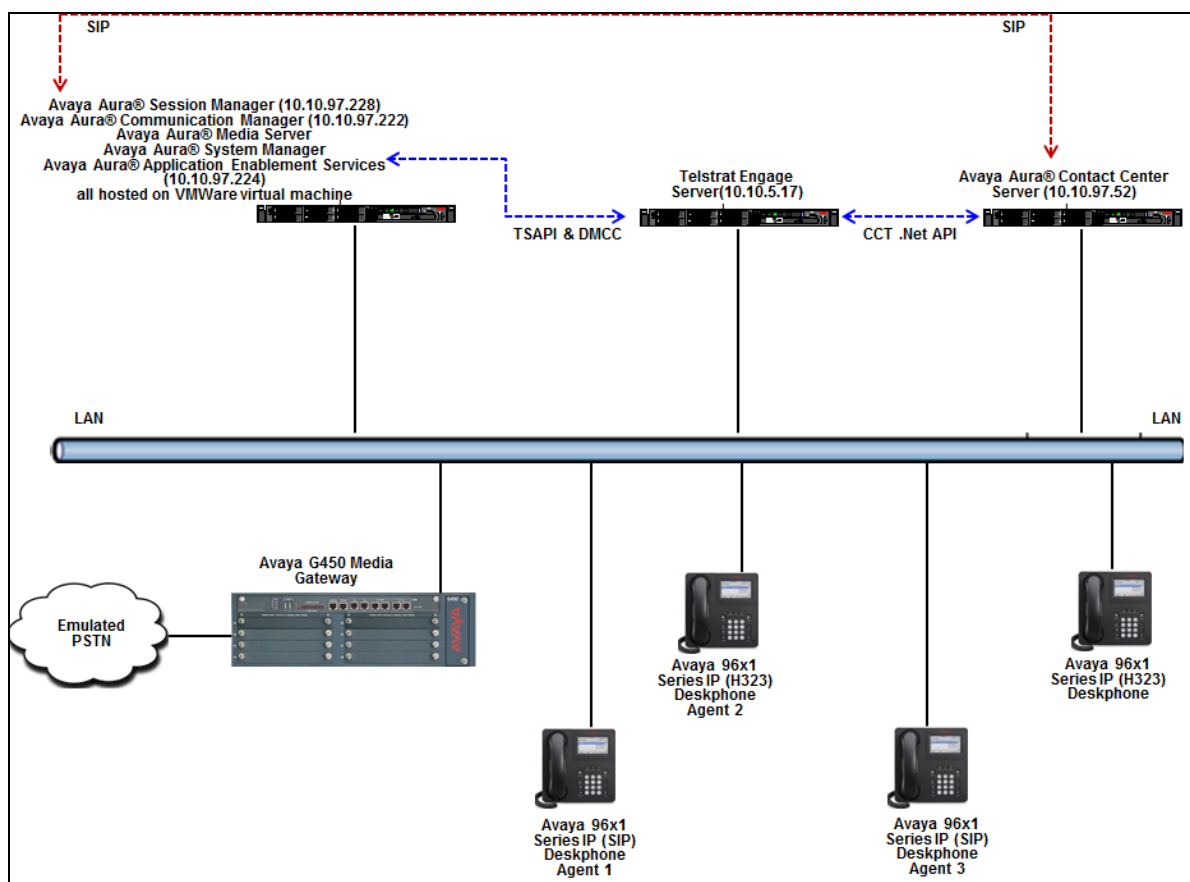 SIP
SIP
Avaya Aura® Session Manager (10.10.97.228)
Avaya Aura® Communication Manager (10.10.97.222)
Avaya Aura® Media Server
Avaya Aura® System Manager
Avaya Aura® Application Enablement Services
(10.10.97.224)
all hosted on VMWare virtual machine
Telstrat Engage
Server(10.10.5.17)
Avaya Aura® Contact Center
Server (10.10.97.52)
TSAPI & DMCC
CCT .Net API
LAN
LAN
Avaya G450 Media
Gateway
AVAYA
Emulated
PSTN
Avaya 96x1
Series IP (H323)
Deskphone
Agent 2
Avaya 96x1
Series IP (H323)
Deskphone
Avaya 96x1
Series IP (SIP)
Deskphone
Agent 1
Avaya 96x1
Series IP (SIP)
Deskphone
Agent 3